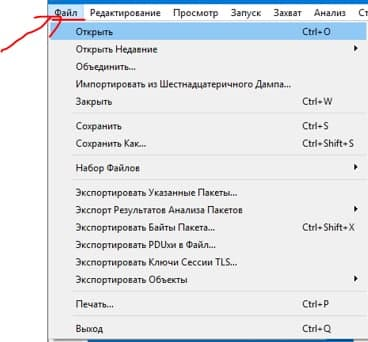 Файл Редактирование Просмотр Запуск Захват Анализ Ст
Открыть Ctrl+O
Открыть Недавние
Объединить...
Импортировать из Шестнадцатеричного Дампа...
Закрыть Ctrl+W
Сохранить Ctrl+S
Сохранить Как... Ctrl+Shift+S
Набор Файлов
Экспортировать Указанные Пакеты...
Экспорт Результатов Анализа Пакетов
Экспортировать Байты Пакета... Ctrl+Shift+X
Экспортировать PDUхи в Файл...
Экспортировать Ключи Сессии TLS...
Экспортировать Объекты
Печать... Ctrl+P
Выход Ctrl+Q